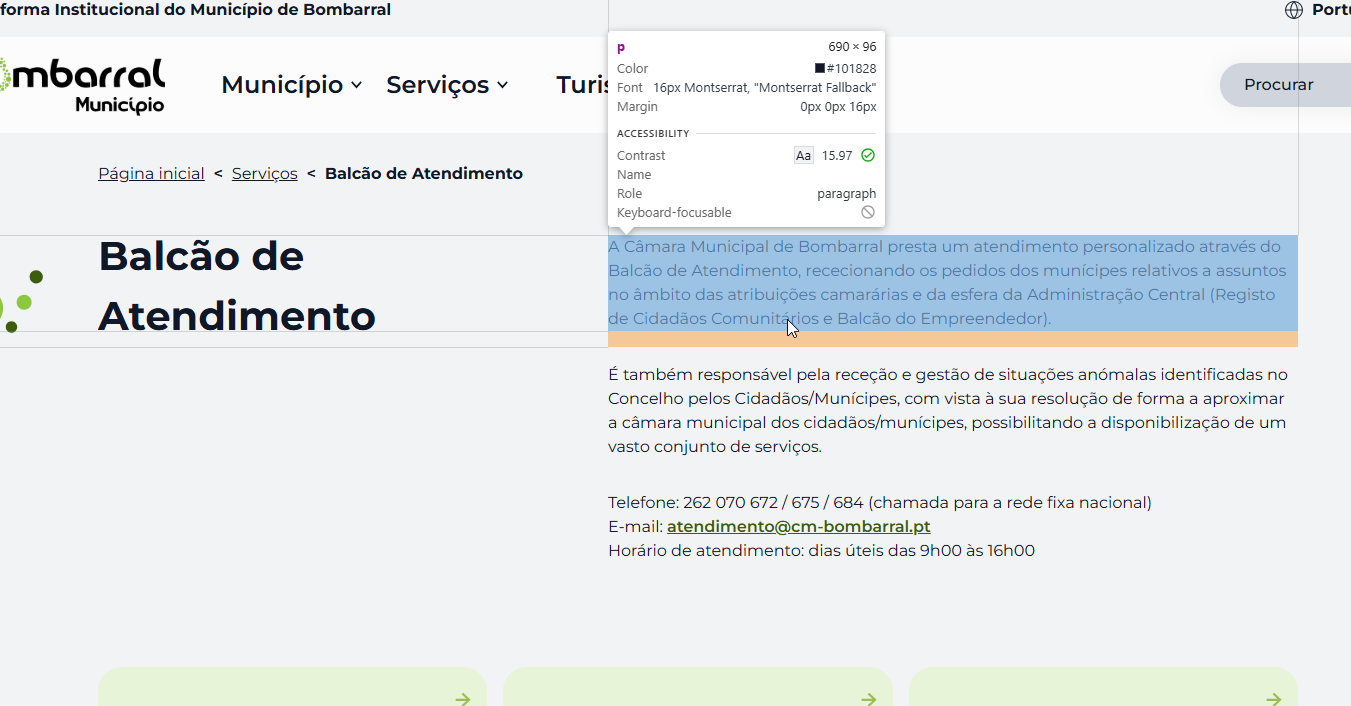 forma Institucional do Município de Bombarral
Portu
mbarral
Município
Município
Serviços
Turis
Procurar
p
690 × 96
Color
#101828
Font
16px Montserrat, "Montserrat Fallback"
Margin
0px 0px 16px
ACCESSIBILITY
Contrast
Aa
15.97
Name
Role
paragraph
Keyboard-focusable
Página inicial < Serviços < Balcão de Atendimento
Balcão de
Atendimento
A Câmara Municipal de Bombarral presta um atendimento personalizado através do
Balcão de Atendimento, rececionando os pedidos dos munícipes relativos a assuntos
no âmbito das atribuições camarárias e da esfera da Administração Central (Registo
de Cidadãos Comunitários e Balcão do Empreendedor).
É também responsável pela receção e gestão de situações anómalas identificadas no
Concelho pelos Cidadãos/Munícipes, com vista à sua resolução de forma a aproximar
a câmara municipal dos cidadãos/munícipes, possibilitando a disponibilização de um
vasto conjunto de serviços.
Telefone: 262 070 672 / 675 / 684 (chamada para a rede fixa nacional)
E-mail: atendimento@cm-bombarral.pt
Horário de atendimento: dias úteis das 9h00 às 16h00